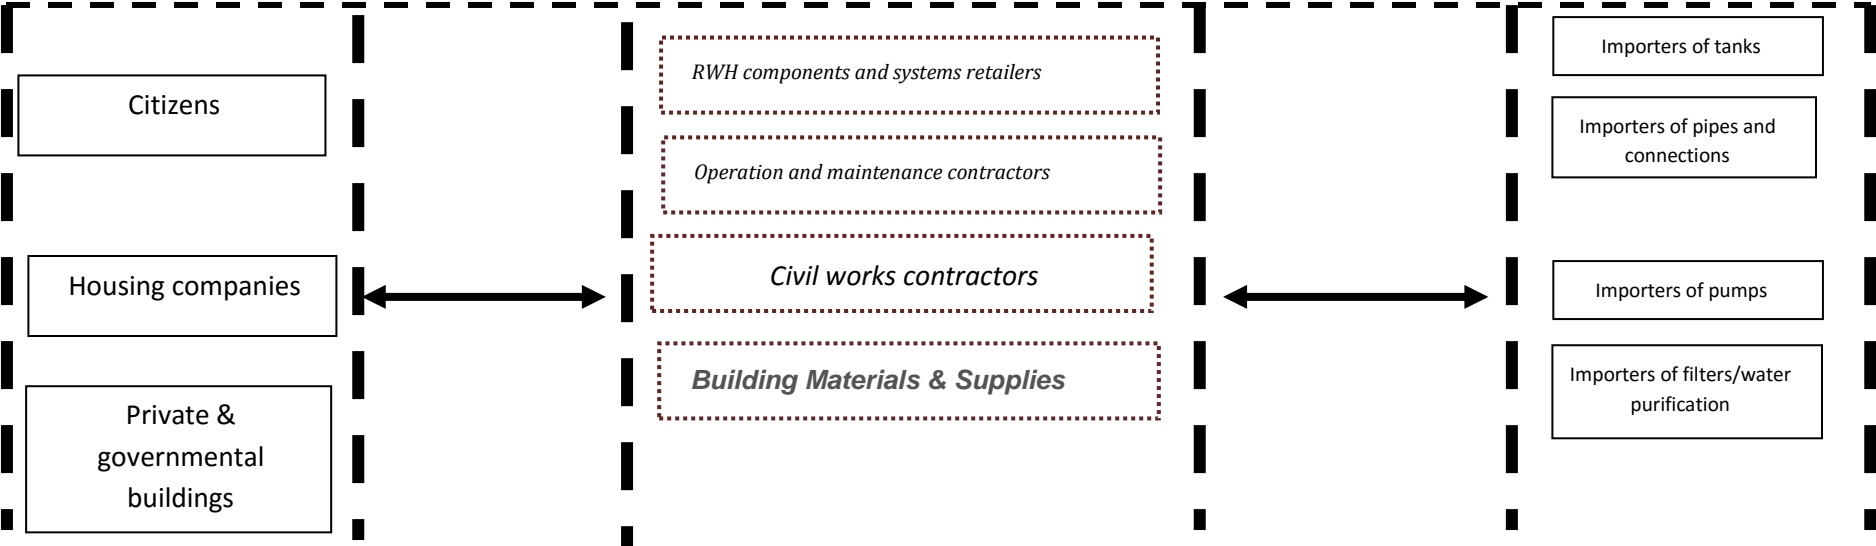 Citizens
Housing companies
Private &
governmental
buildings
RWH components and systems retailers
Operation and maintenance contractors
Civil works contractors
Building Materials & Supplies
Importers of tanks
Importers of pipes and
connections
Importers of pumps
Importers of filters/water
purification